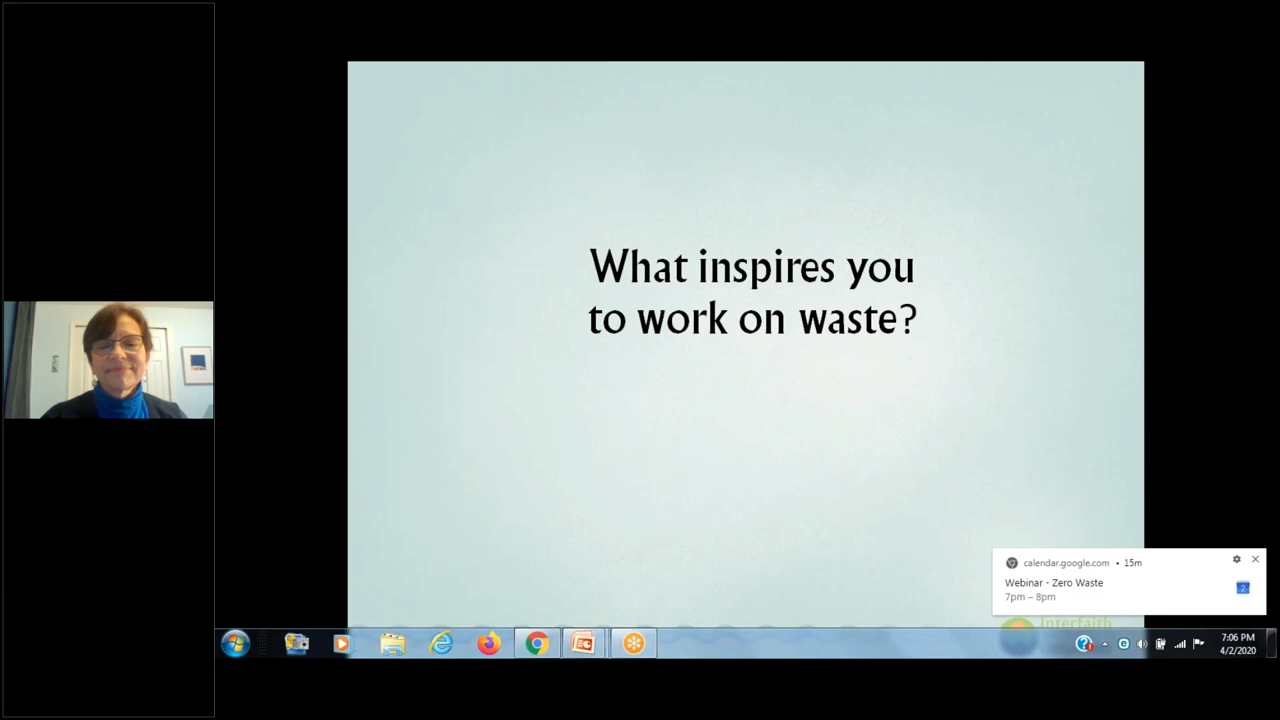 What inspires you
to work on waste?
calendar.google.com • 15m
Webinar - Zero Waste
7pm – 8pm
2
Interfaith
7:06 PM
4/2/2020